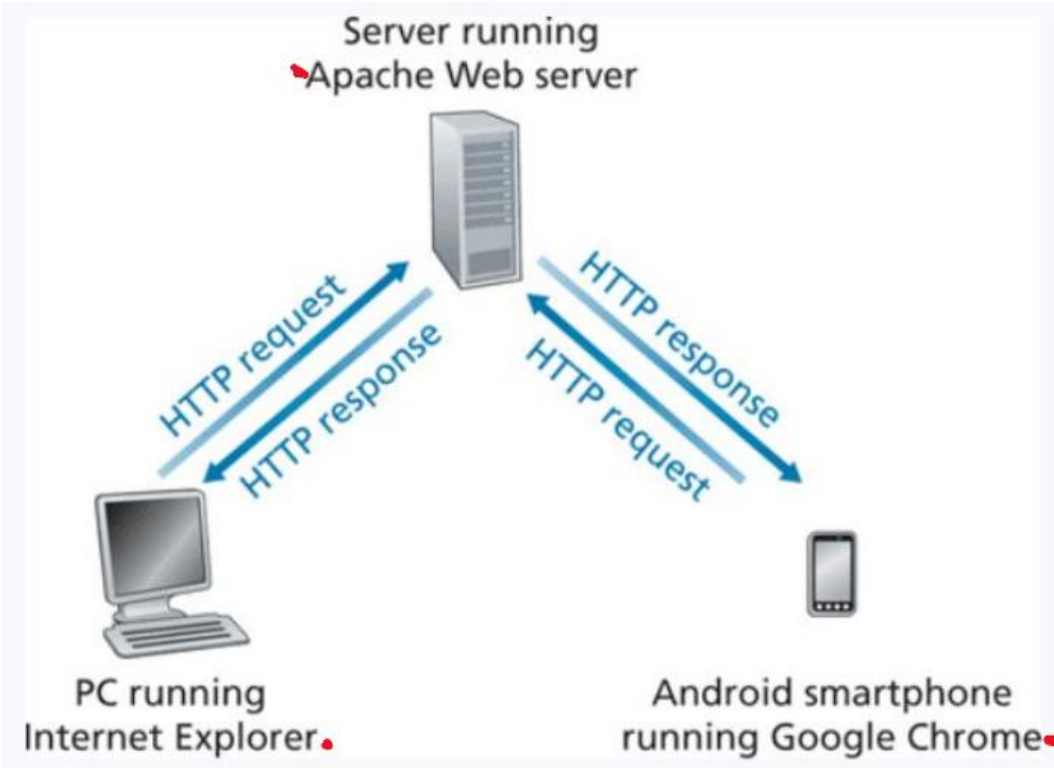 Server running
Apache Web server
HTTP request
HTTP response
HTTP response
HTTP request
PC running
Internet Explorer
Android smartphone
running Google Chrome